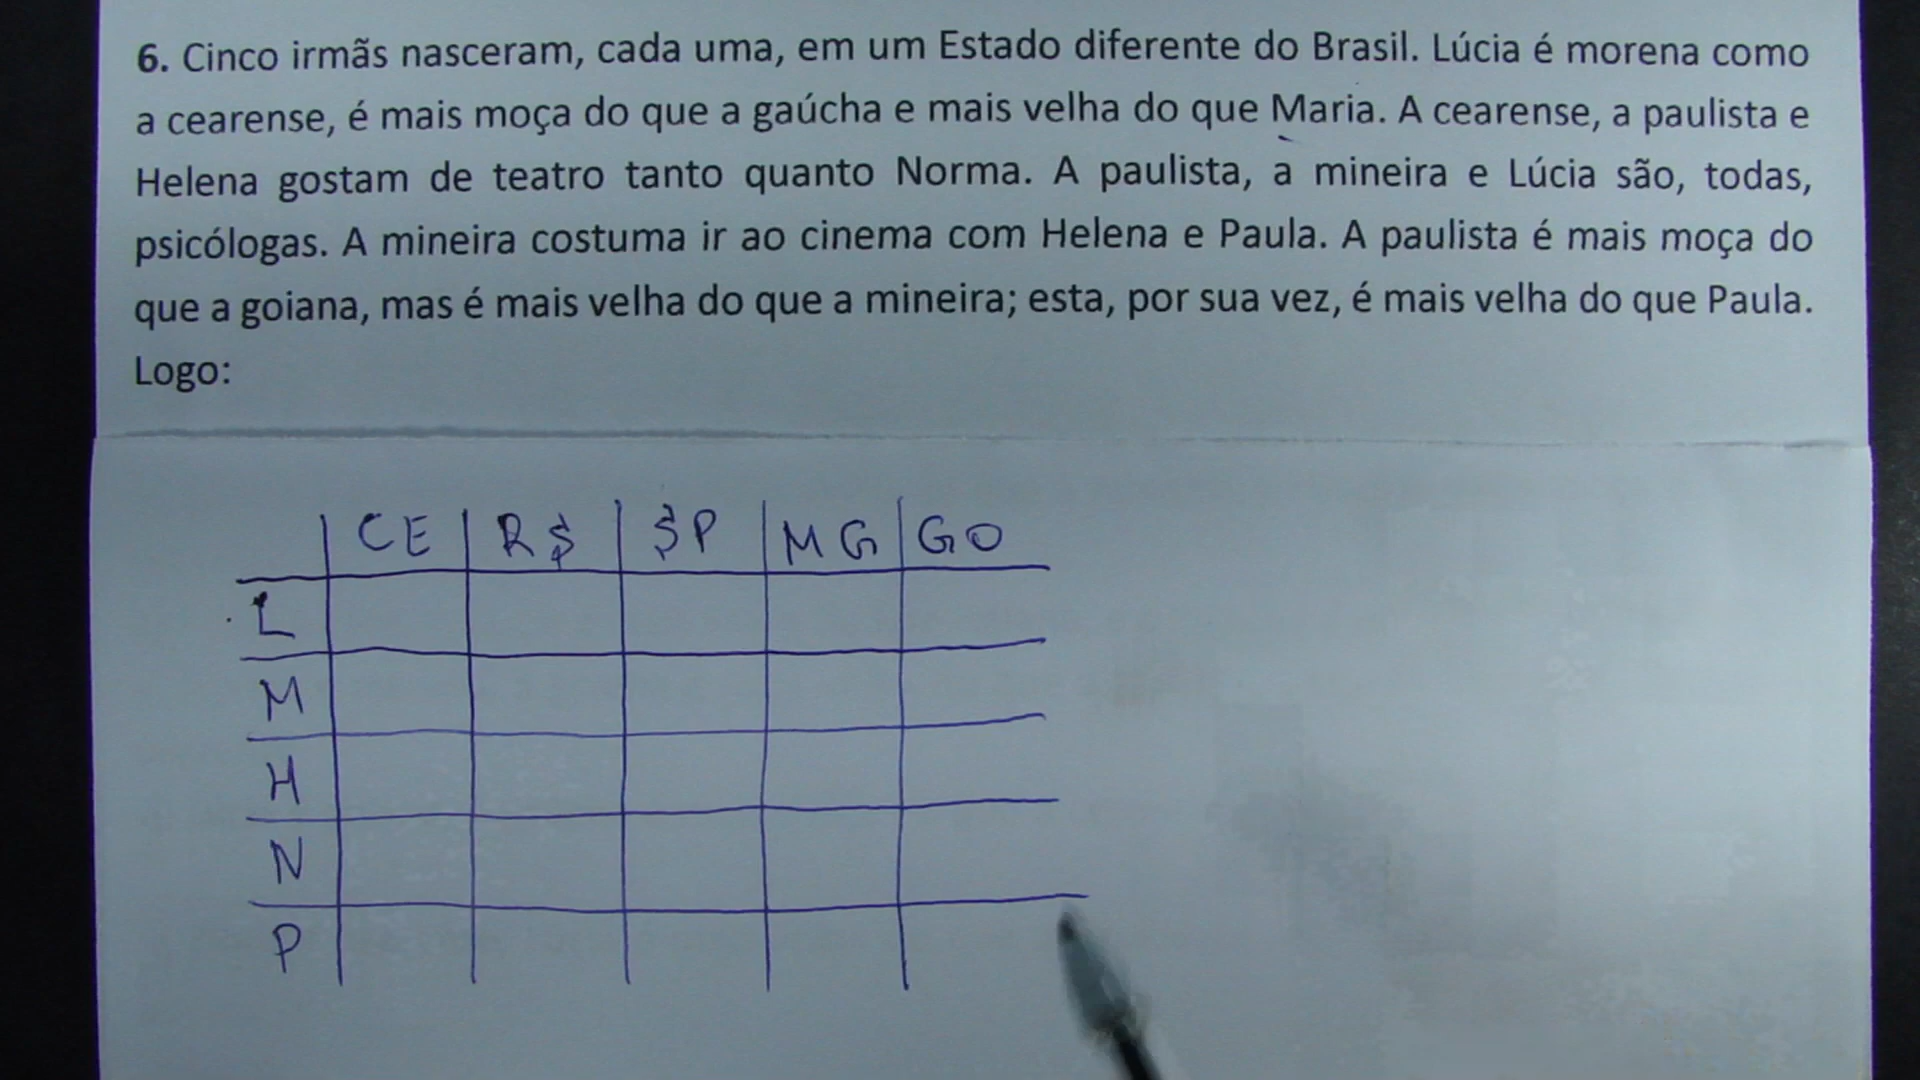 6. Cinco irmãs nasceram, cada uma, em um Estado diferente do Brasil. Lúcia é morena como
a cearense, é mais moça do que a gaúcha e mais velha do que Maria. A cearense, a paulista e
Helena gostam de teatro tanto quanto Norma. A paulista, a mineira e Lúcia são, todas,
psicólogas. A mineira costuma ir ao cinema com Helena e Paula. A paulista é mais moça do
que a goiana, mas é mais velha do que a mineira; esta, por sua vez, é mais velha do que Paula.
Logo:
CE RS SP MG GO
L
M
H
N
P